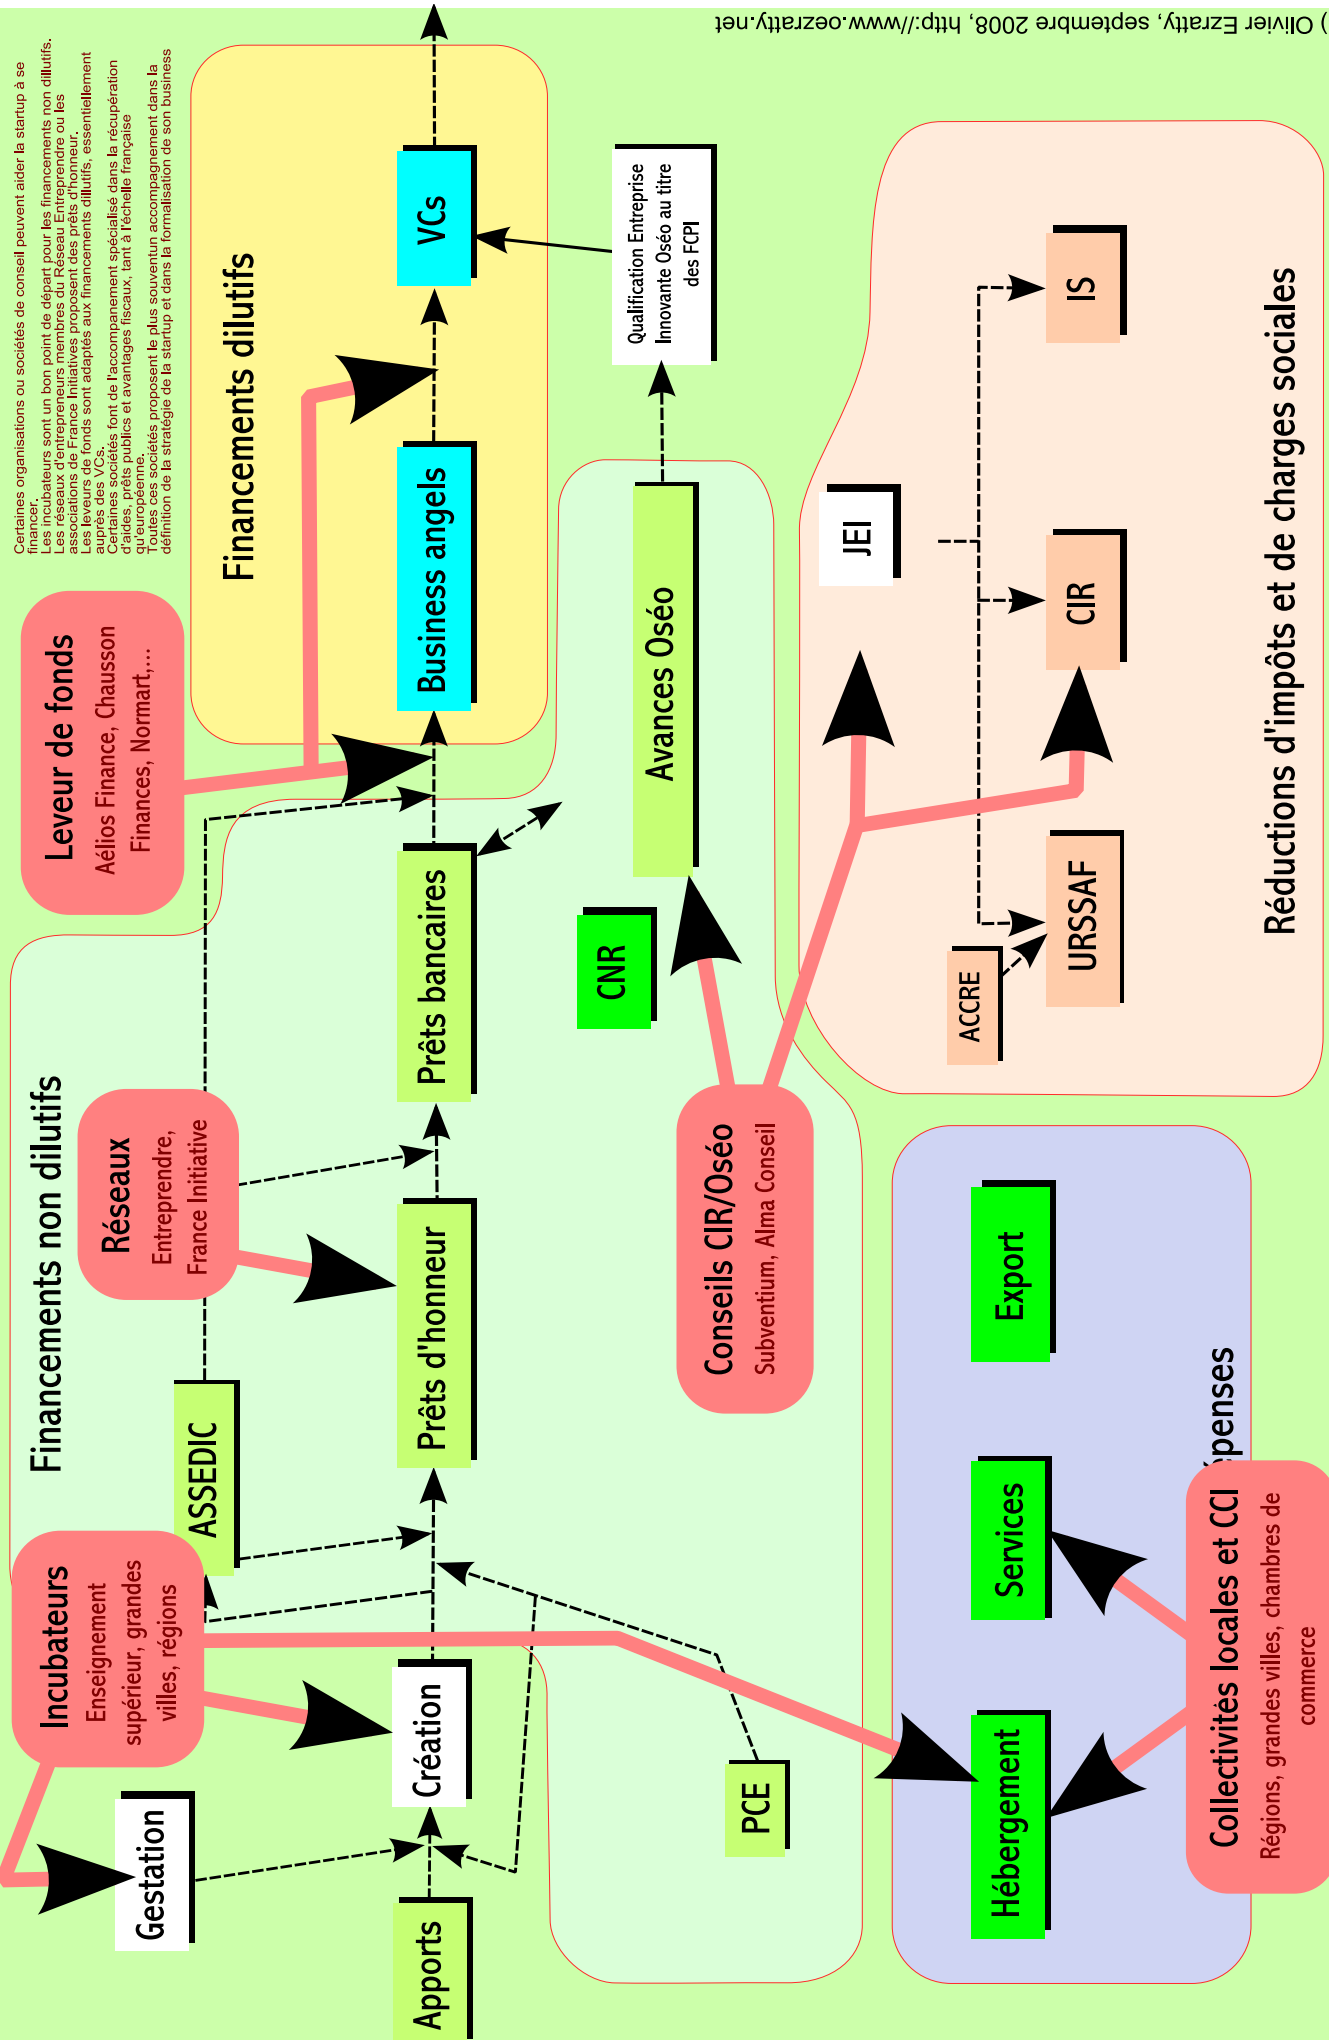 Certaines organisations ou sociétés de conseil peuvent aider la startup à se
financer.
Les incubateurs sont un bon point de départ pour les financements non dilutifs.
Les réseaux d'entrepreneurs membres du Réseau Entreprendre ou les
associations de France Initiatives proposent des prêts d'honneur.
Les leveurs de fonds sont adaptés aux financements dilutifs, essentiellement
auprès des VCs.
Certaines sociétés font de l'accompanement spécialisé dans la récupération
d'aides, prêts publics et avantages fiscaux, tant à l'échelle française
qu'européenne.
Toutes ces sociétés proposent le plus souventun accompagnement dans la
définition de la stratégie de la startup et dans la formalisation de son business
Leveur de fonds
Aélios Finance, Chausson
Finances, Normart,...
Financements dilutifs
Business angels
VCs
Financements non dilutifs
Réseaux
Entreprendre,
France Initiative
Incubateurs
Enseignement
supérieur, grandes
villes, régions
ASSEDIC
Gestation
Apports
Création
Prêts d'honneur
Prêts bancaires
CNR
Avances Oséo
Qualification Entreprise
Innovante Oséo au titre
des FCPI
PCE
Conseils CIR/Oséo
Subventium, Alma Conseil
JEI
ACCRE
URSSAF
CIR
IS
Réductions d'impôts et de charges sociales
Hébergement
Services
Export
épenses
Collectivités locales et CCI
Régions, grandes villes, chambres de
commerce
) Olivier Ezratty, septembre 2008, http://www.oezratty.net